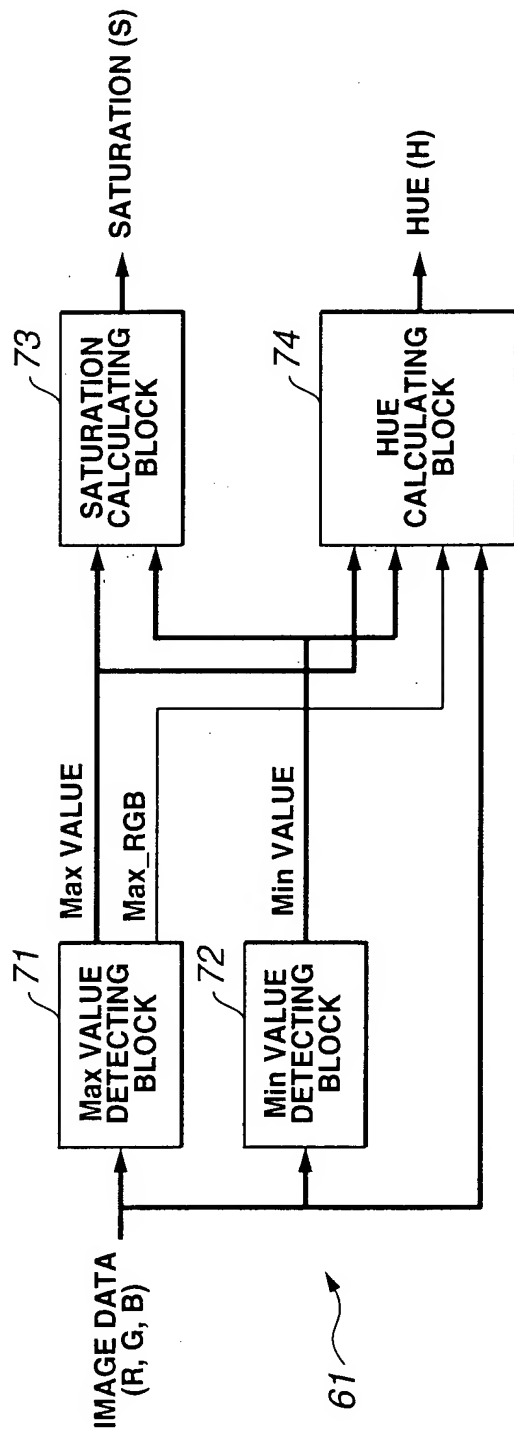 IMAGE DATA
(R, G, B)
61
71
Max VALUE
DETECTING
BLOCK
Max VALUE
Max_RGB
72
Min VALUE
DETECTING
BLOCK
Min VALUE
73
SATURATION
CALCULATING
BLOCK
SATURATION (S)
74
HUE
CALCULATING
BLOCK
HUE (H)